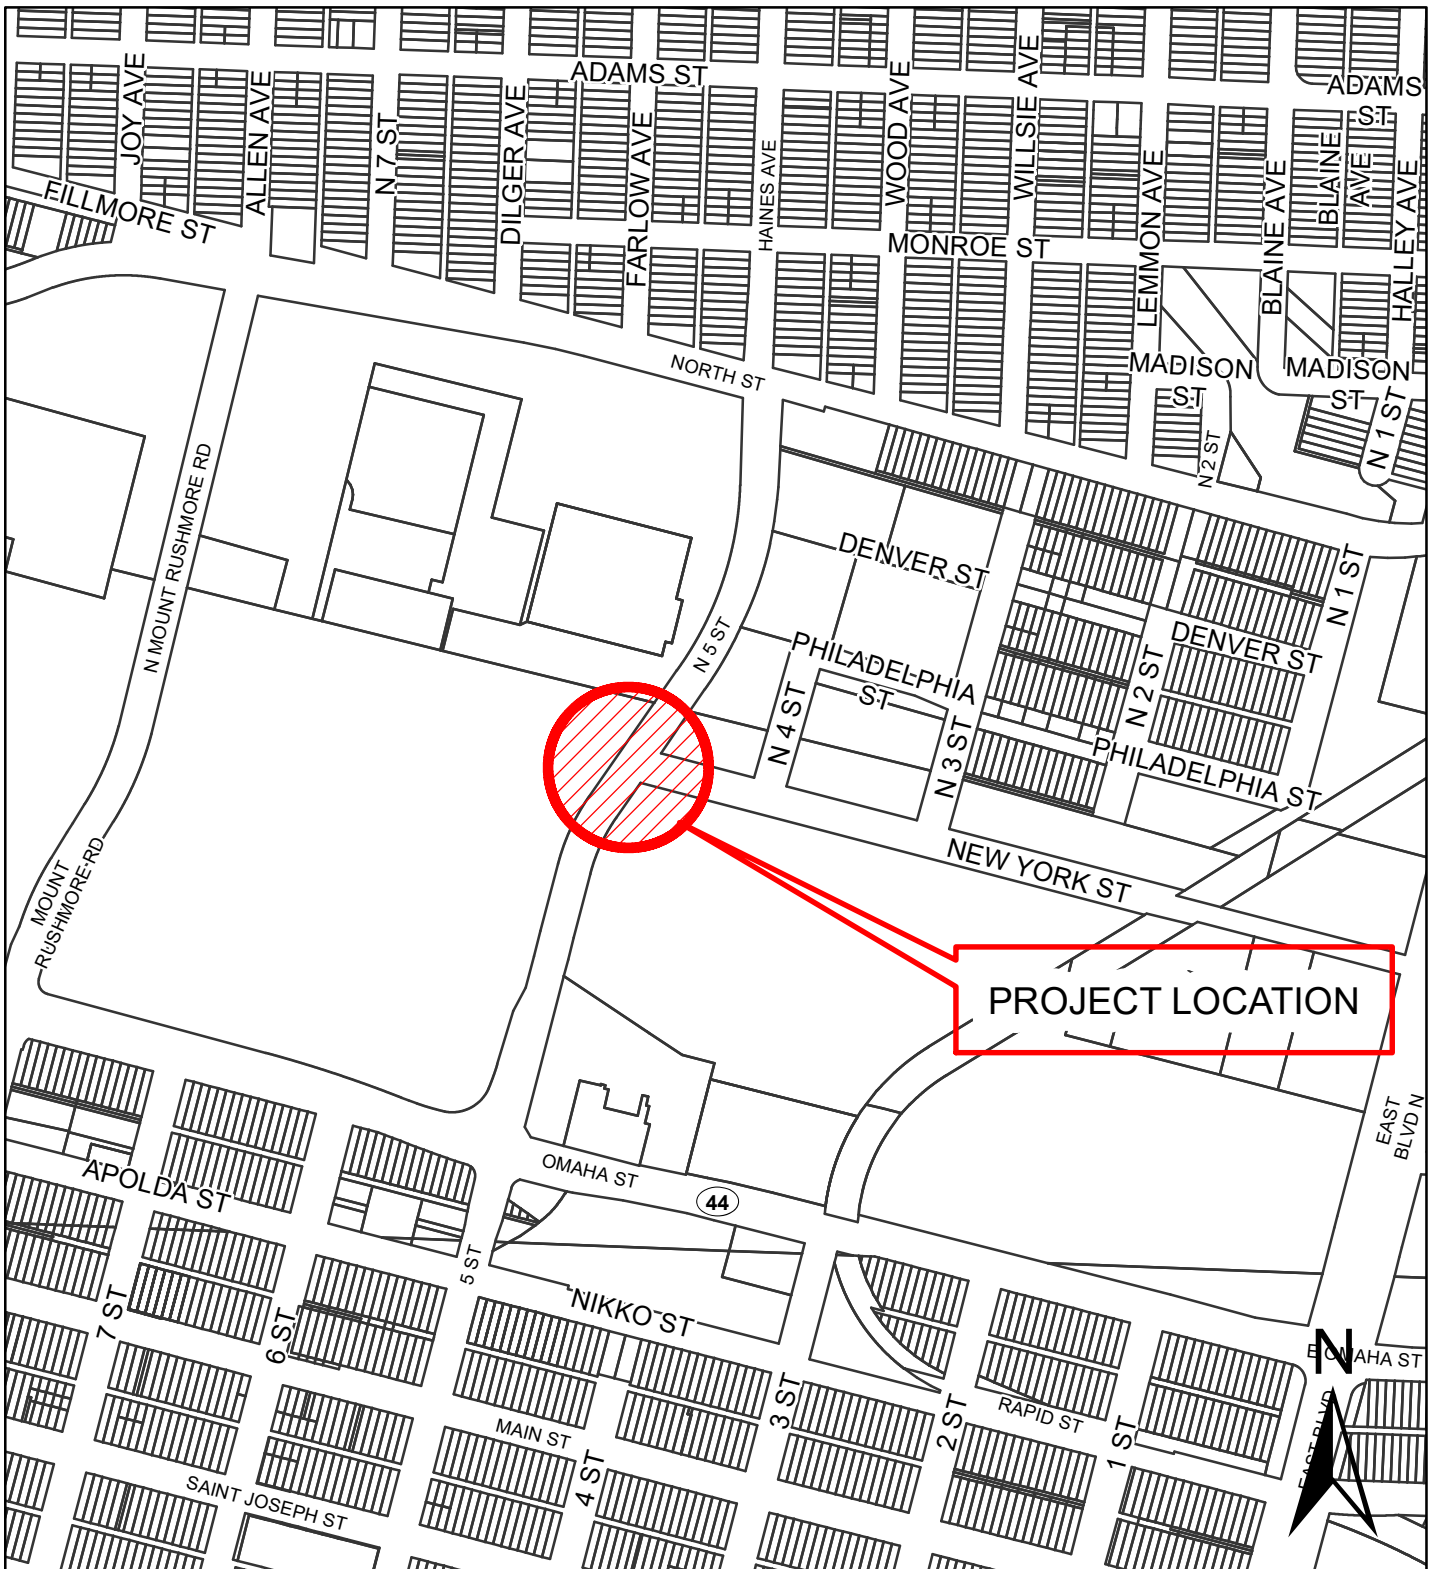 ADAMS ST
ADAMS
ST
JOY AVE
ALLEN AVE
N 7 ST
DILGER AVE
FARLOW AVE
HAINES AVE
WOOD AVE
WILLSIE AVE
LEMMON AVE
BLAINE AVE
BLAINE
AVE
HALLEY AVE
FILLMORE ST
MONROE ST
NORTH ST
MADISON
ST
MADISON
ST
N 1 ST
N 2 ST
N MOUNT RUSHMORE RD
DENVER ST
N 1 ST
N 5 ST
PHILADELPHIA
ST
DENVER ST
N 4 ST
N 3 ST
N 2 ST
PHILADELPHIA ST
MOUNT
RUSHMORE RD
NEW YORK ST
PROJECT LOCATION
EAST
BLVD N
OMAHA ST
44
APOLDA ST
5 ST
NIKKO ST
7 ST
6 ST
N
E OMAHA ST
3 ST
2 ST
RAPID ST
1 ST
EAST BLVD
MAIN ST
4 ST
SAINT JOSEPH ST